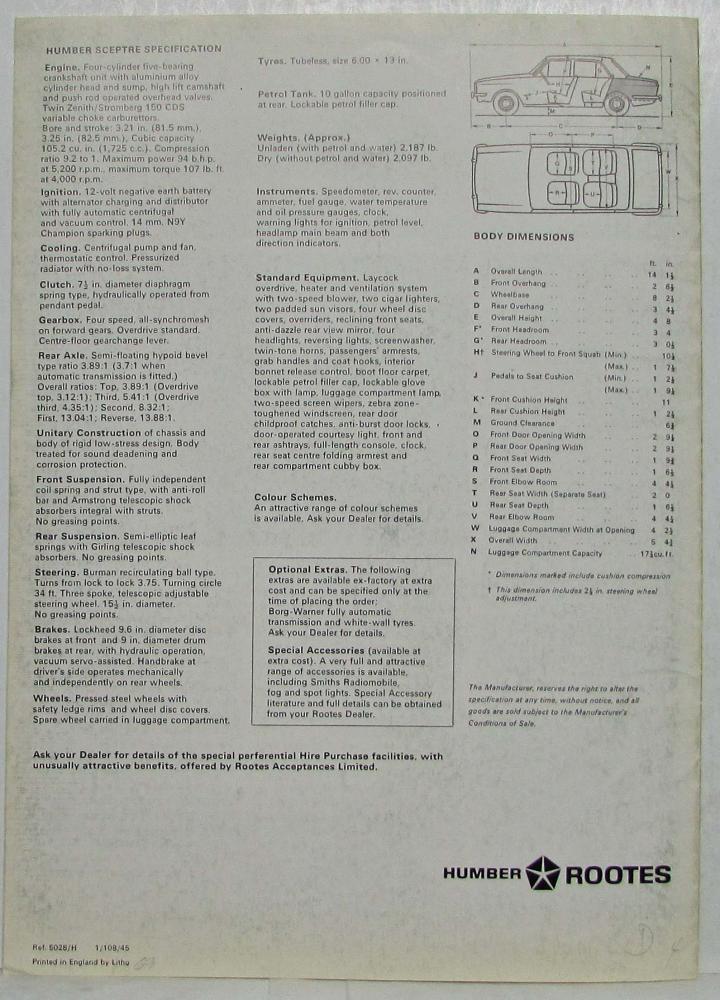 HUMBER SCEPTRE SPECIFICATION
Engine. Four-cylinder five-bearing
crankshaft unit with aluminium alloy
cylinder head and sump, high lift camshaft
and push rod operated overhead valves.
Twin Zenith/Stromberg 150 CDS
variable choke carburettors.
Bore and stroke: 3.21 in. (81.5 mm.),
3.25 in. (82.5 mm.), Cubic capacity
105.2 cu. in. (1,725 c.c.). Compression
ratio 9.2 to 1. Maximum power 94 b.h.p.
at 5,200 r.p.m., maximum torque 107 lb. ft.
at 4,000 r.p.m.
Ignition. 12-volt negative earth battery
with alternator charging and distributor
with fully automatic centrifugal
and vacuum control. 14 mm. N9Y
Champion sparking plugs.
Cooling. Centrifugal pump and fan,
thermostatic control. Pressurized
radiator with no-loss system.
Clutch. 7½ in. diameter diaphragm
spring type, hydraulically operated from
pendant pedal.
Gearbox. Four speed, all-synchromesh
on forward gears. Overdrive standard.
Centre-floor gearchange lever.
Rear Axle. Semi-floating hypoid bevel
type ratio 3.89:1 (3.7:1 when
automatic transmission is fitted.)
Overall ratios: Top, 3.89:1 (Overdrive
top, 3.12:1); Third, 5.41:1 (Overdrive
third, 4.35:1); Second, 8.32:1;
First, 13.04:1; Reverse, 13.88:1.
Unitary Construction of chassis and
body of rigid low-stress design. Body
treated for sound deadening and
corrosion protection.
Front Suspension. Fully independent
coil spring and strut type, with anti-roll
bar and Armstrong telescopic shock
absorbers integral with struts.
No greasing points.
Rear Suspension. Semi-elliptic leaf
springs with Girling telescopic shock
absorbers. No greasing points.
Steering. Burman recirculating ball type.
Turns from lock to lock 3.75. Turning circle
34 ft. Three spoke, telescopic adjustable
steering wheel. 15½ in. diameter.
No greasing points.
Brakes. Lockheed 9.6 in. diameter disc
brakes at front and 9 in. diameter drum
brakes at rear, with hydraulic operation,
vacuum servo-assisted. Handbrake at
driver's side operates mechanically
and independently on rear wheels.
Wheels. Pressed steel wheels with
safety ledge rims and wheel disc covers.
Spare wheel carried in luggage compartment.
Tyres. Tubeless, size 6.00 × 13 in.
Petrol Tank. 10 gallon capacity positioned
at rear. Lockable petrol filler cap.
Weights. (Approx.)
Unladen (with petrol and water) 2,187 lb.
Dry (without petrol and water) 2,097 lb.
Instruments. Speedometer, rev. counter,
ammeter, fuel gauge, water temperature
and oil pressure gauges, clock,
warning lights for ignition, petrol level,
headlamp main beam and both
direction indicators.
Standard Equipment. Laycock
overdrive, heater and ventilation system
with two-speed blower, two cigar lighters,
two padded sun visors, four wheel disc
covers, overriders, reclining front seats,
anti-dazzle rear view mirror, four
headlights, reversing lights, screenwasher,
twin-tone horns, passengers' armrests,
grab handles and coat hooks, interior
bonnet release control, boot floor carpet,
lockable petrol filler cap, lockable glove
box with lamp, luggage compartment lamp,
two-speed screen wipers, zebra zone-
toughened windscreen, rear door
childproof catches, anti-burst door locks,
door-operated courtesy light, front and
rear ashtrays, full-length console, clock,
rear seat centre folding armrest and
rear compartment cubby box.
Colour Schemes.
An attractive range of colour schemes
is available. Ask your Dealer for details.
Optional Extras. The following
extras are available ex-factory at extra
cost and can be specified only at the
time of placing the order;
Borg-Warner fully automatic
transmission and white-wall tyres.
Ask your Dealer for details.
Special Accessories (available at
extra cost). A very full and attractive
range of accessories is available,
including Smiths Radiomobile,
fog and spot lights. Special Accessory
literature and full details can be obtained
from your Rootes Dealer.
BODY DIMENSIONS
ft. in.
A Overall Length .. .. .. 14 1½
B Front Overhang .. .. .. 2 6½
C Wheelbase .. .. .. 8 2½
D Rear Overhang .. .. .. 3 4½
E Overall Height .. .. .. 4 8
F* Front Headroom .. .. .. 3 4
G* Rear Headroom .. .. .. 3 0½
H† Steering Wheel to Front Squab (Min.) 10½
(Max.) .. 1 7½
J Pedals to Seat Cushion (Min.) .. 1 2½
(Max.) .. 1 9½
K* Front Cushion Height .. .. 11
L Rear Cushion Height .. .. 1 2½
M Ground Clearance .. .. 6½
O Front Door Opening Width .. 2 9½
P Rear Door Opening Width .. 2 9½
Q Front Seat Width .. .. 1 9½
R Front Seat Depth .. .. 1 6½
S Front Elbow Room .. .. 4 4½
T Rear Seat Width (Separate Seat) .. 2 0
U Rear Seat Depth .. .. 1 6½
V Rear Elbow Room .. .. 4 4½
W Luggage Compartment Width at Opening 4 2½
X Overall Width .. .. .. 5 4½
N Luggage Compartment Capacity .. 17½cu.ft.
* Dimensions marked include cushion compression
† This dimension includes 2½ in. steering wheel
adjustment.
The Manufacturer, reserves the right to alter the
specification at any time, without notice, and all
goods are sold subject to the Manufacturer's
Conditions of Sale.
Ask your Dealer for details of the special perferential Hire Purchase facilities, with
unusually attractive benefits, offered by Rootes Acceptances Limited.
HUMBER ROOTES
Ref. 5028/H 1/108/45
Printed in England by Litho